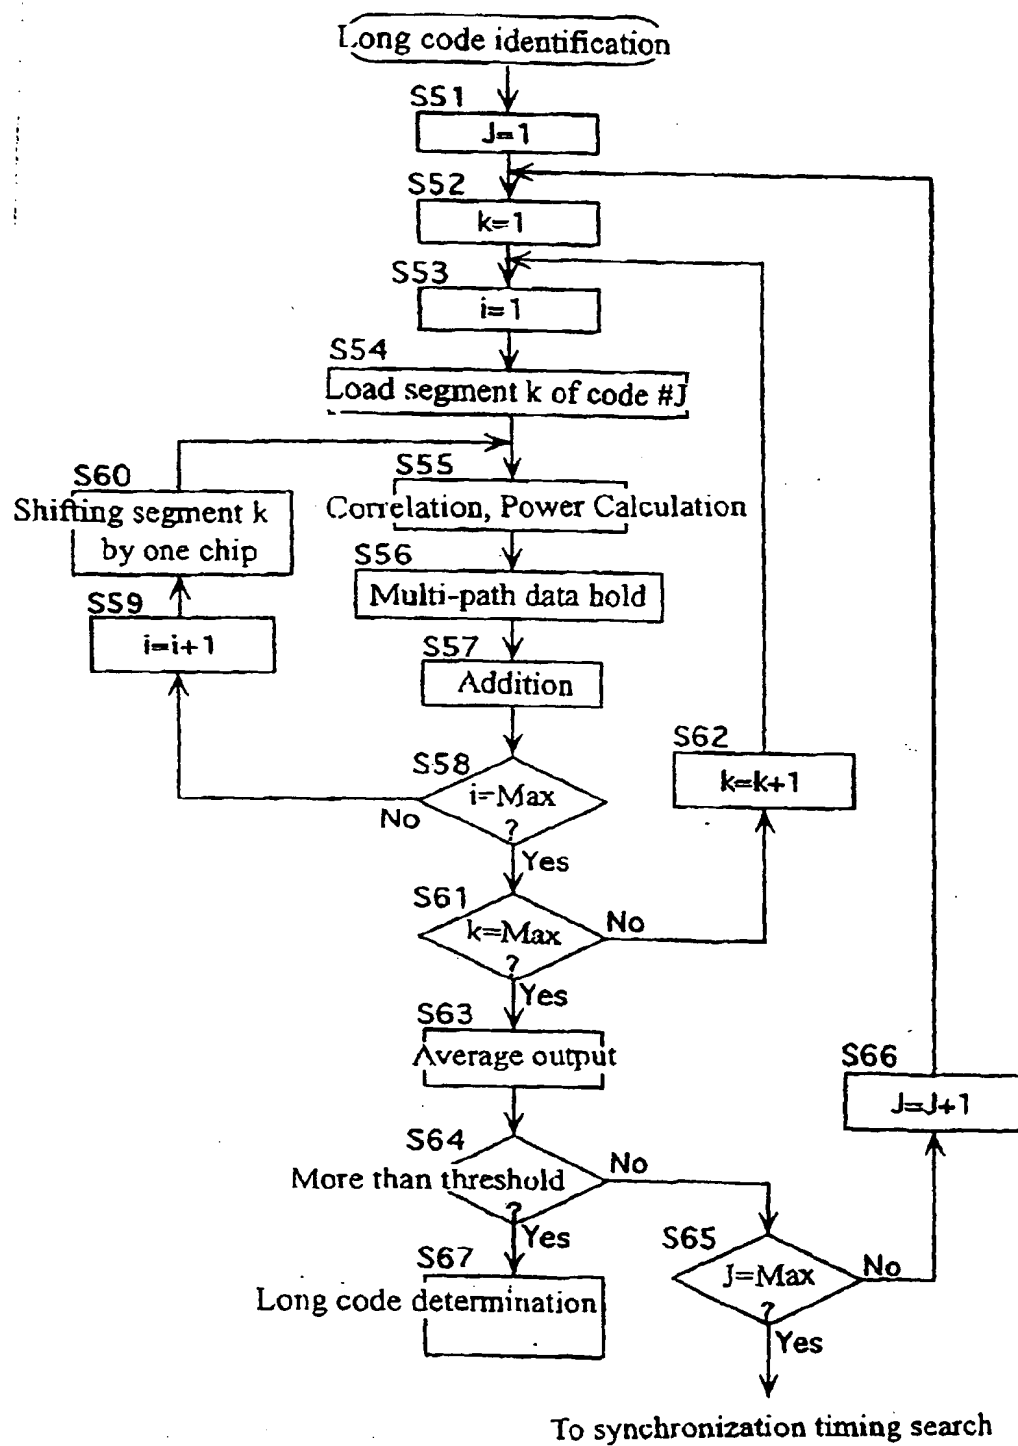 Long code identification
S51
J=1
S52
k=1
S53
i=1
S54
Load segment k of code #J
S60
Shifting segment k
by one chip
S55
Correlation, Power Calculation
S56
Multi-path data hold
S59
i=i+1
S57
Addition
S58
i=Max
?
No
Yes
S62
k=k+1
S61
k=Max
?
No
Yes
S63
Average output
S66
J=J+1
S64
More than threshold
?
No
Yes
S65
J=Max
?
No
Yes
S67
Long code determination
To synchronization timing search